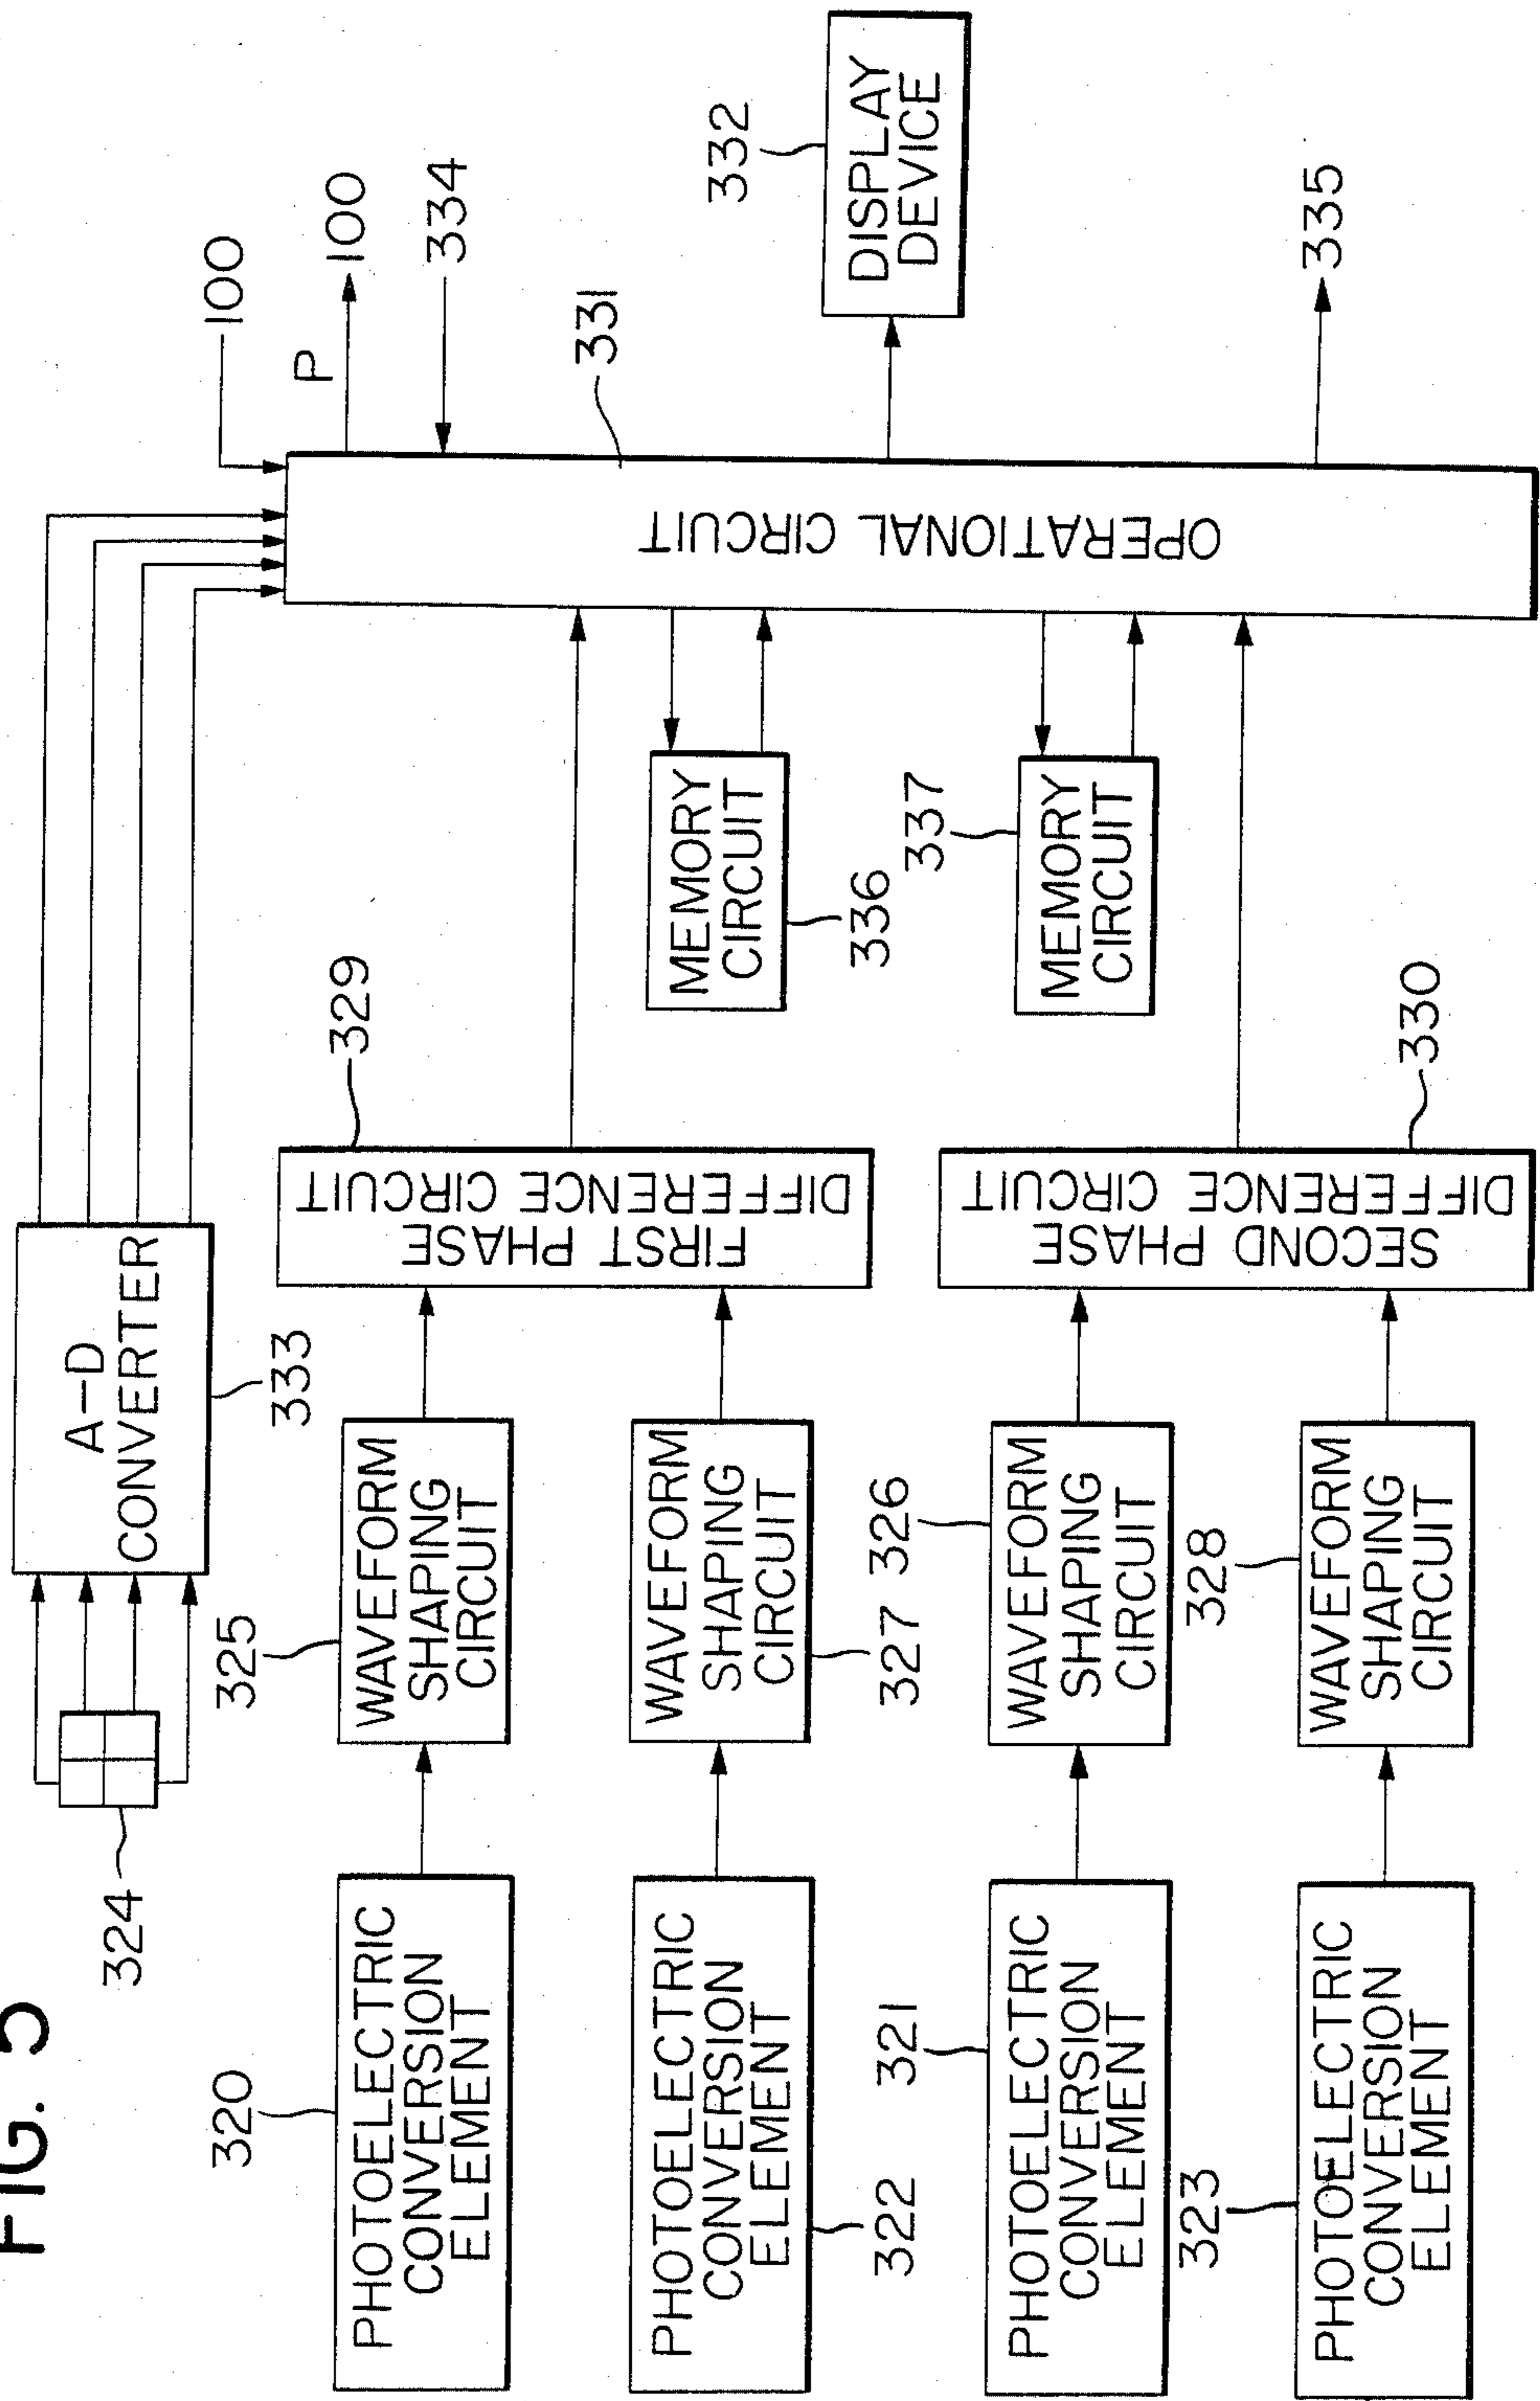 FIG. 5
324
A-D
CONVERTER
333
100
P
100
334
320
PHOTOELECTRIC
CONVERSION
ELEMENT
325
WAVEFORM
SHAPING
CIRCUIT
329
FIRST PHASE
DIFFERENCE CIRCUIT
331
OPERATIONAL CIRCUIT
PHOTOELECTRIC
CONVERSION
ELEMENT
322
WAVEFORM
SHAPING
CIRCUIT
327
MEMORY
CIRCUIT
336
332
DISPLAY
DEVICE
321
PHOTOELECTRIC
CONVERSION
ELEMENT
326
WAVEFORM
SHAPING
CIRCUIT
337
MEMORY
CIRCUIT
323
PHOTOELECTRIC
CONVERSION
ELEMENT
328
WAVEFORM
SHAPING
CIRCUIT
SECOND PHASE
DIFFERENCE CIRCUIT
330
335